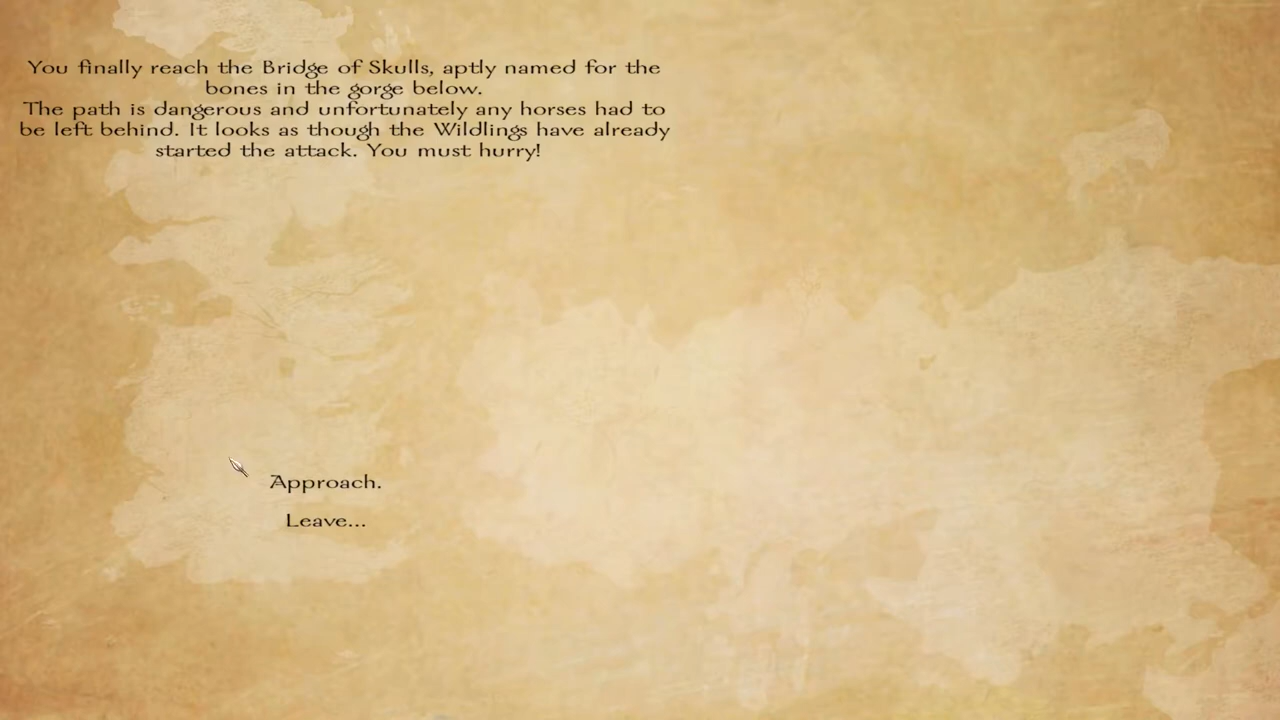 You finally reach the Bridge of Skulls, aptly named for the
bones in the gorge below.
The path is dangerous and unfortunately any horses had to
be left behind. It looks as though the Wildlings have already
started the attack. You must hurry!
Approach.
Leave...